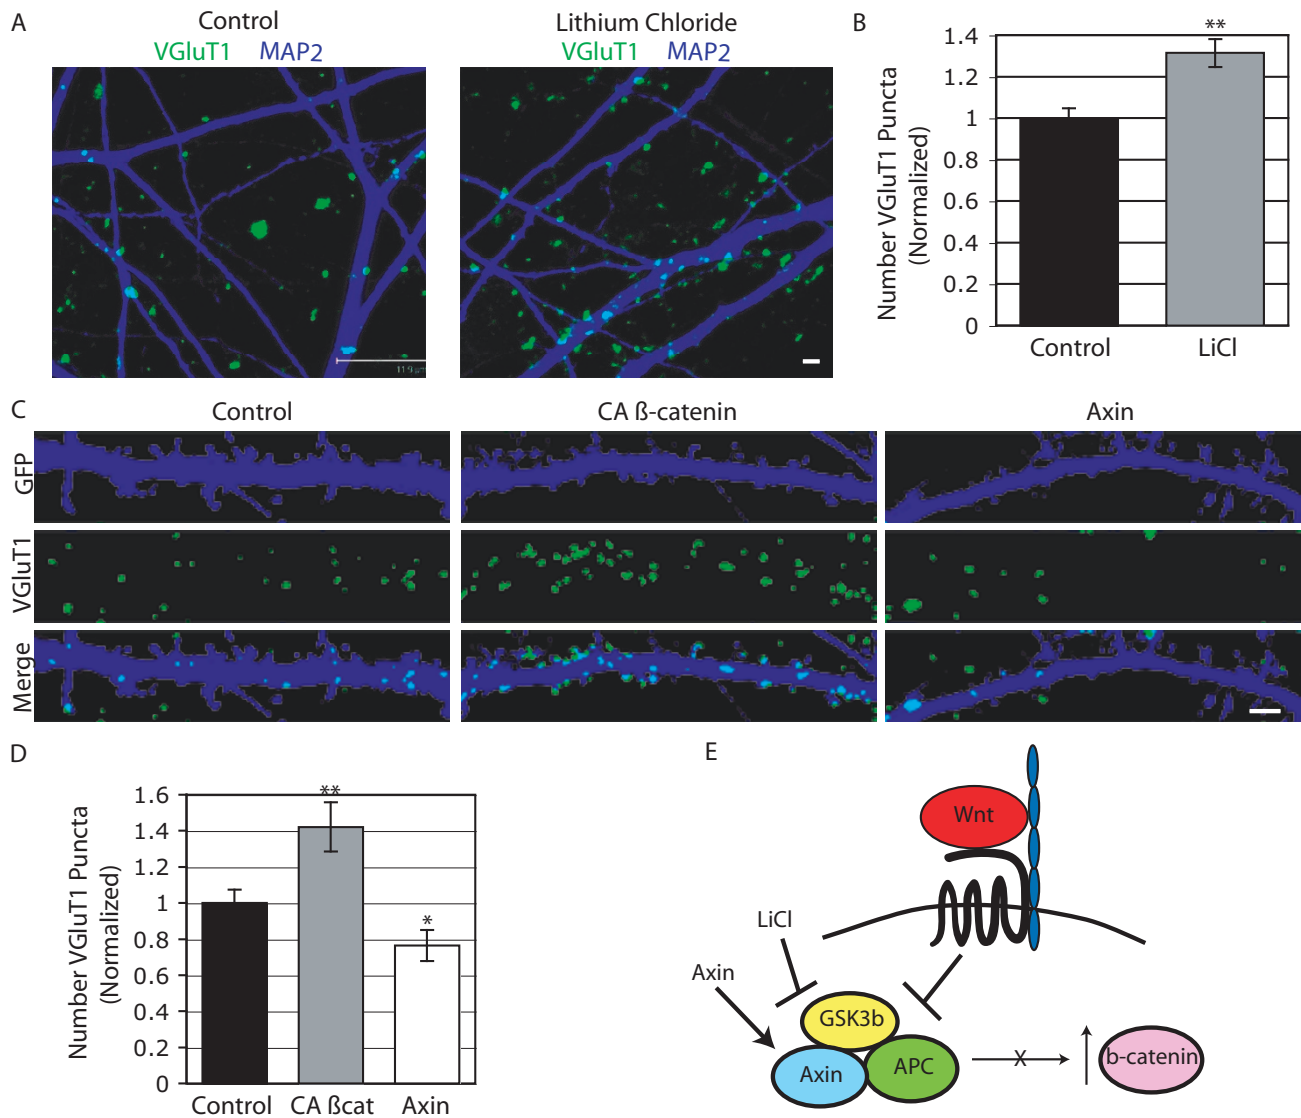 A
Control
VGluT1 MAP2
Lithium Chloride
VGluT1 MAP2
11.9 µm
B
**
1.4
1.2
1
0.8
0.6
0.4
0.2
0
Number VGluT1 Puncta
(Normalized)
Control LiCl
C
Control CA ß-catenin Axin
GFP
VGluT1
Merge
D
**
*
1.6
1.4
1.2
1
0.8
0.6
0.4
0.2
0
Number VGluT1 Puncta
(Normalized)
Control CA ßcat Axin
E
Wnt
LiCl
Axin
GSK3b
Axin
APC
X
b-catenin